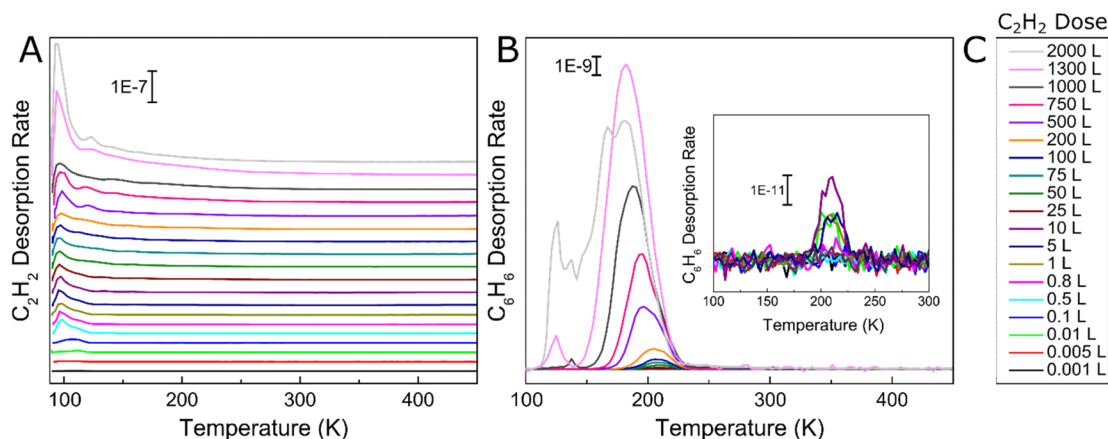 A
1E-7
C₂H₂ Desorption Rate
100 200 300 400
Temperature (K)
B
1E-9
C₆H₆ Desorption Rate
100 200 300 400
Temperature (K)
1E-11
C₆H₆ Desorption Rate
100 150 200 250 300
Temperature (K)
C
C₂H₂ Dose
2000 L
1300 L
1000 L
750 L
500 L
200 L
100 L
75 L
50 L
25 L
10 L
5 L
1 L
0.8 L
0.5 L
0.1 L
0.01 L
0.005 L
0.001 L